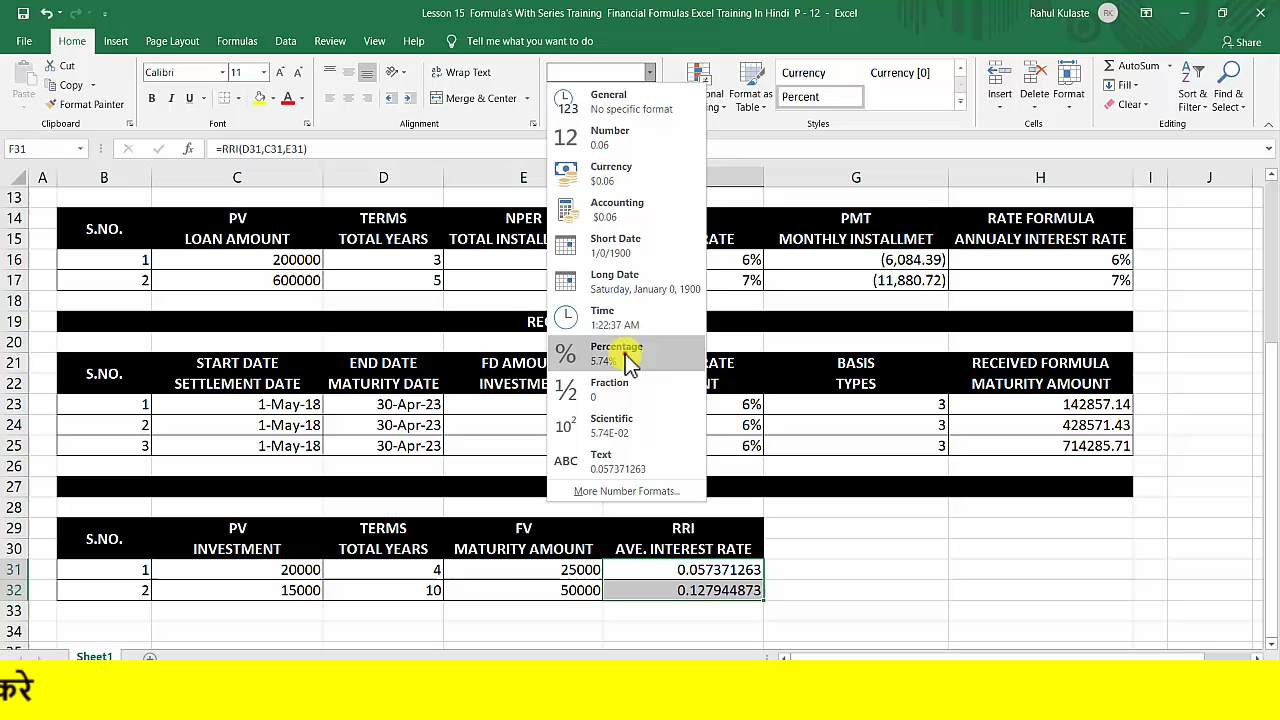 Lesson 15 Formula's With Series Training Financial Formulas Excel Training In Hindi P - 12 - Excel
Rahul Kulaste
RK
File Home Insert Page Layout Formulas Data Review View Help Tell me what you want to do
Share
Paste
Cut
Copy
Format Painter
Clipboard
Calibri 11
B I U
Font
Wrap Text
Merge & Center
Alignment
Format as
Table
Currency Currency [0]
Percent
Styles
Insert Delete Format
Cells
AutoSum
Fill
Clear
Sort & Filter
Find & Select
Editing
F31 fx =RRI(D31,C31,E31)
General
No specific format
Number
0.06
Currency
$0.06
Accounting
$0.06
Short Date
1/0/1900
Long Date
Saturday, January 0, 1900
Time
1:22:37 AM
Percentage
5.74%
Fraction
0
Scientific
5.74E-02
Text
0.057371263
More Number Formats...
A B C D E G H I J
13
14 S.NO. PV TERMS NPER PMT RATE FORMULA
15 LOAN AMOUNT TOTAL YEARS RATE MONTHLY INSTALLMET ANNUALY INTEREST RATE
16 1 200000 3 6% (6,084.39) 6%
17 2 600000 5 7% (11,880.72) 7%
18
19
20
21 S.NO. START DATE END DATE BASIS RECEIVED FORMULA
22 SETTLEMENT DATE MATURITY DATE TYPES MATURITY AMOUNT
23 1 1-May-18 30-Apr-23 6% 3 142857.14
24 2 1-May-18 30-Apr-23 6% 3 428571.43
25 3 1-May-18 30-Apr-23 6% 3 714285.71
26
27
28
29 S.NO. PV TERMS FV RRI
30 INVESTMENT TOTAL YEARS MATURITY AMOUNT AVE. INTEREST RATE
31 1 20000 4 25000 0.057371263
32 2 15000 10 50000 0.127944873
33
34
Sheet1
करे